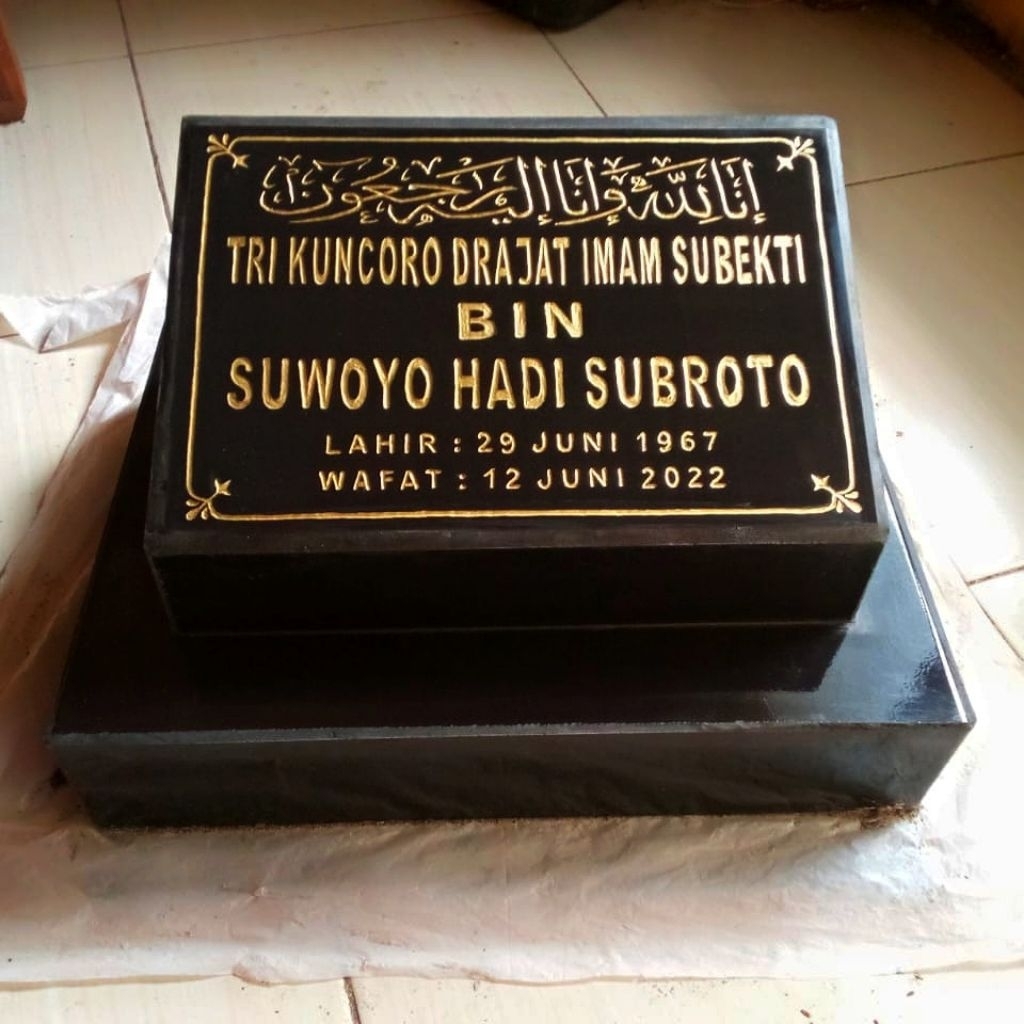 إنا لله وإنا إليه راجعون
TRI KUNCORO DRAJAT IMAM SUBEKTI
BIN
SUWOYO HADI SUBROTO
LAHIR : 29 JUNI 1967
WAFAT : 12 JUNI 2022